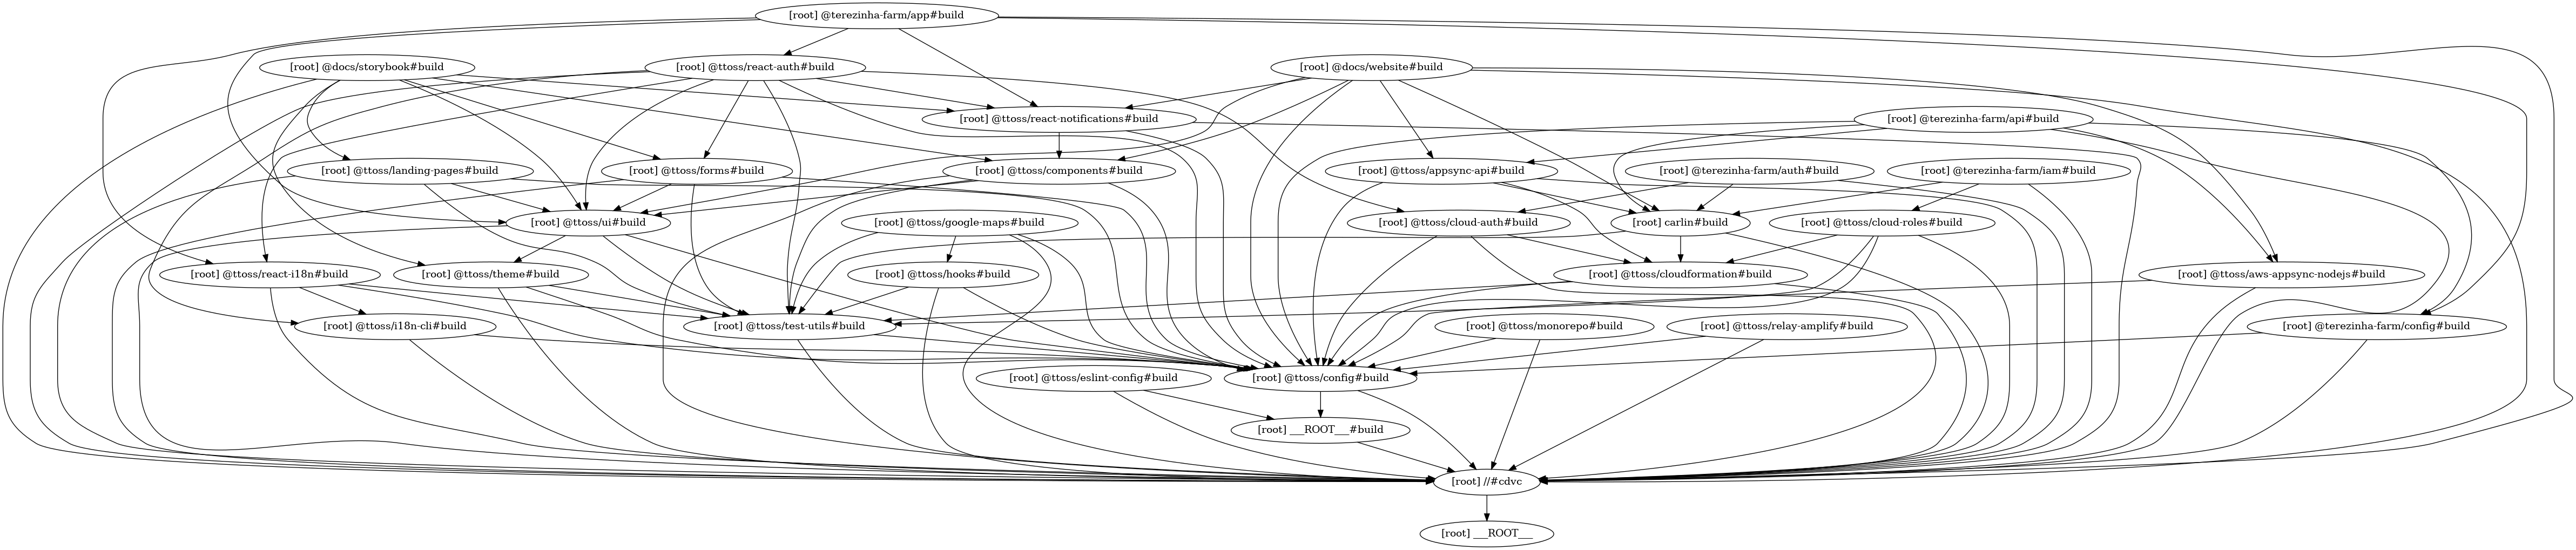 [root] @terezinha-farm/app#build
[root] @docs/storybook#build
[root] @ttoss/react-auth#build
[root] @docs/website#build
[root] @ttoss/react-notifications#build
[root] @terezinha-farm/api#build
[root] @ttoss/landing-pages#build
[root] @ttoss/forms#build
[root] @ttoss/components#build
[root] @ttoss/appsync-api#build
[root] @terezinha-farm/auth#build
[root] @terezinha-farm/iam#build
[root] @ttoss/ui#build
[root] @ttoss/google-maps#build
[root] @ttoss/cloud-auth#build
[root] carlin#build
[root] @ttoss/cloud-roles#build
[root] @ttoss/react-i18n#build
[root] @ttoss/theme#build
[root] @ttoss/hooks#build
[root] @ttoss/cloudformation#build
[root] @ttoss/aws-appsync-nodejs#build
[root] @ttoss/i18n-cli#build
[root] @ttoss/test-utils#build
[root] @ttoss/monorepo#build
[root] @ttoss/relay-amplify#build
[root] @terezinha-farm/config#build
[root] @ttoss/eslint-config#build
[root] @ttoss/config#build
[root] ___ROOT___#build
[root] //#cdvc
[root] ___ROOT___